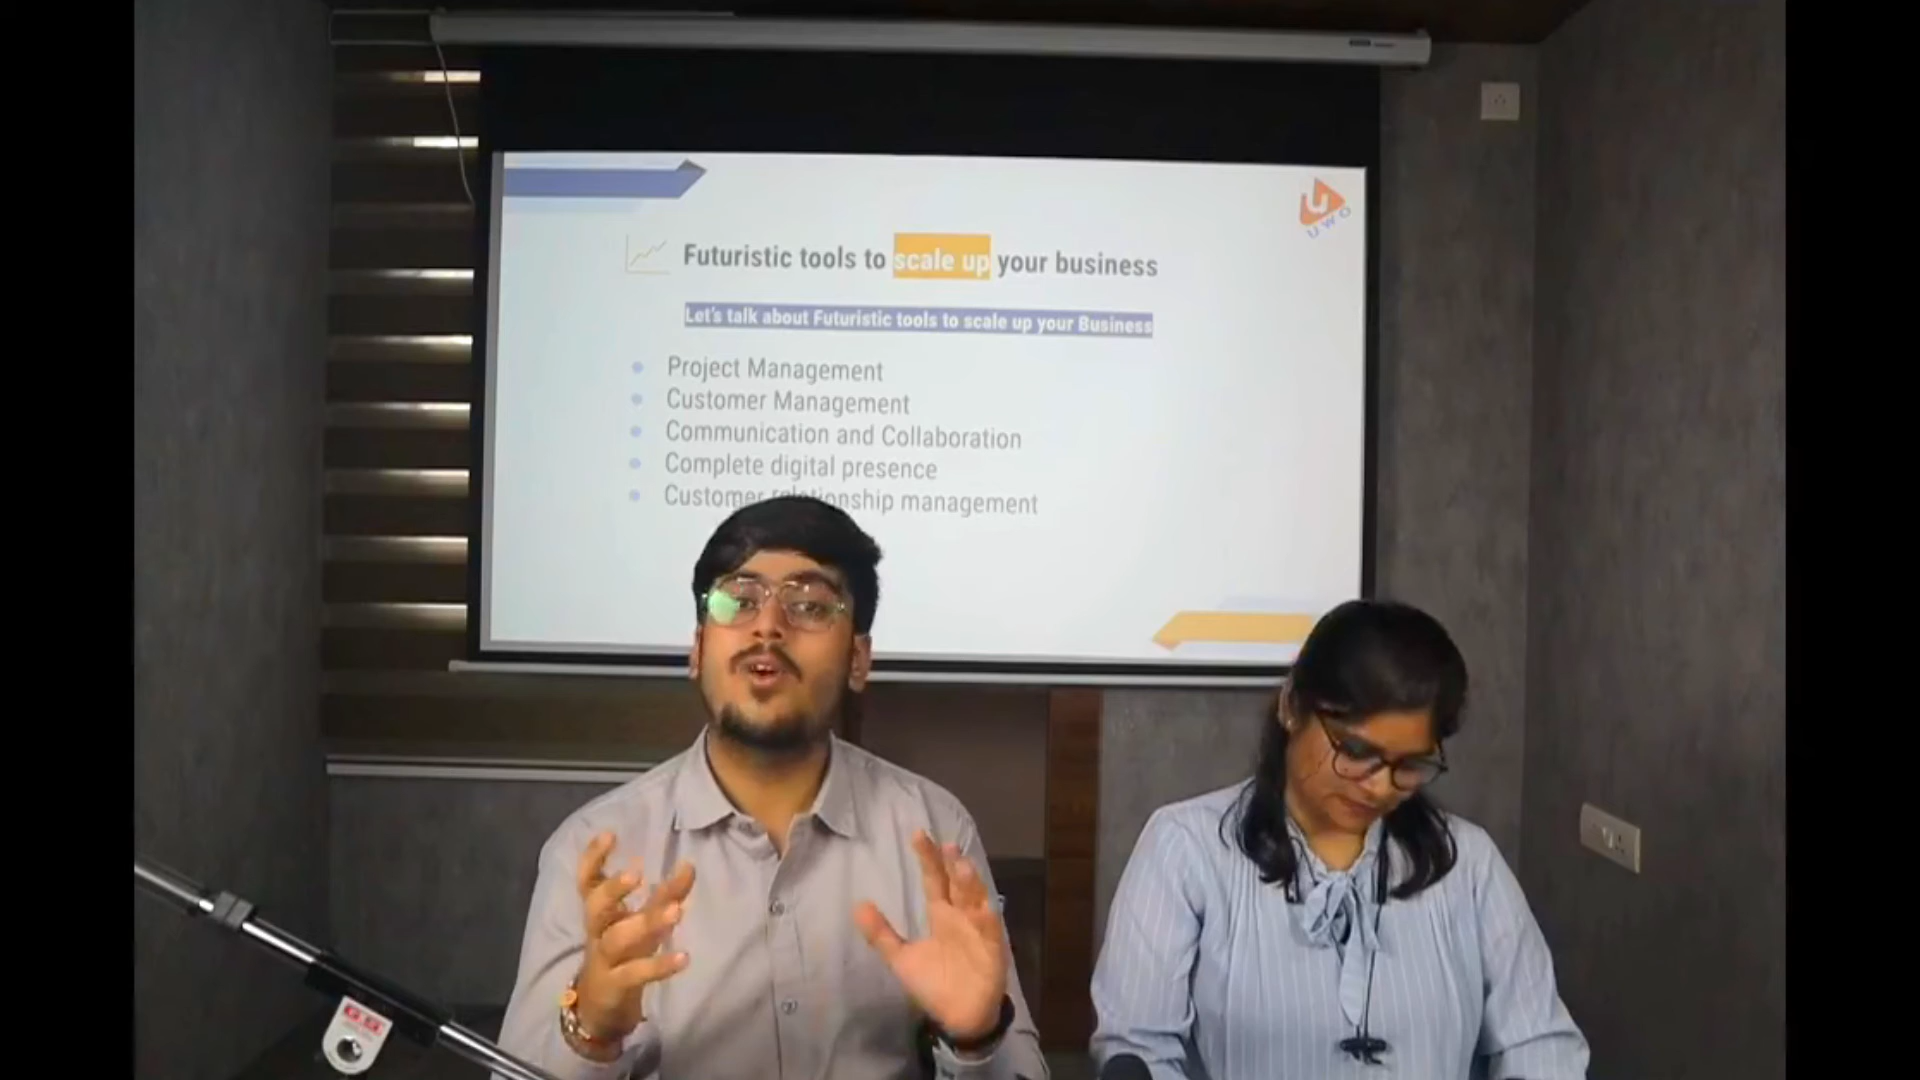 U
UWO
Futuristic tools to scale up your business
Let's talk about Futuristic tools to scale up your Business
Project Management
Customer Management
Communication and Collaboration
Complete digital presence
Customer relationship management